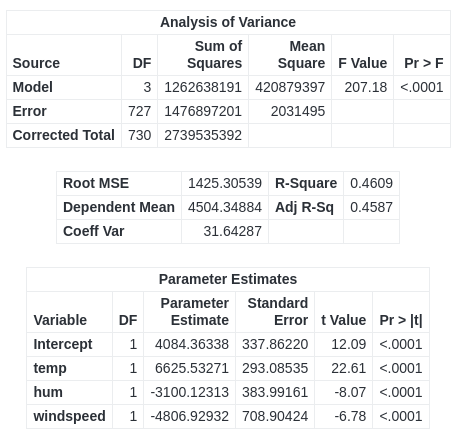 Analysis of Variance
Source DF Sum of Squares Mean Square F Value Pr > F
Model 3 1262638191 420879397 207.18 <.0001
Error 727 1476897201 2031495
Corrected Total 730 2739535392
Root MSE 1425.30539 R-Square 0.4609
Dependent Mean 4504.34884 Adj R-Sq 0.4587
Coeff Var 31.64287
Parameter Estimates
Variable DF Parameter Estimate Standard Error t Value Pr > |t|
Intercept 1 4084.36338 337.86220 12.09 <.0001
temp 1 6625.53271 293.08535 22.61 <.0001
hum 1 -3100.12313 383.99161 -8.07 <.0001
windspeed 1 -4806.92932 708.90424 -6.78 <.0001